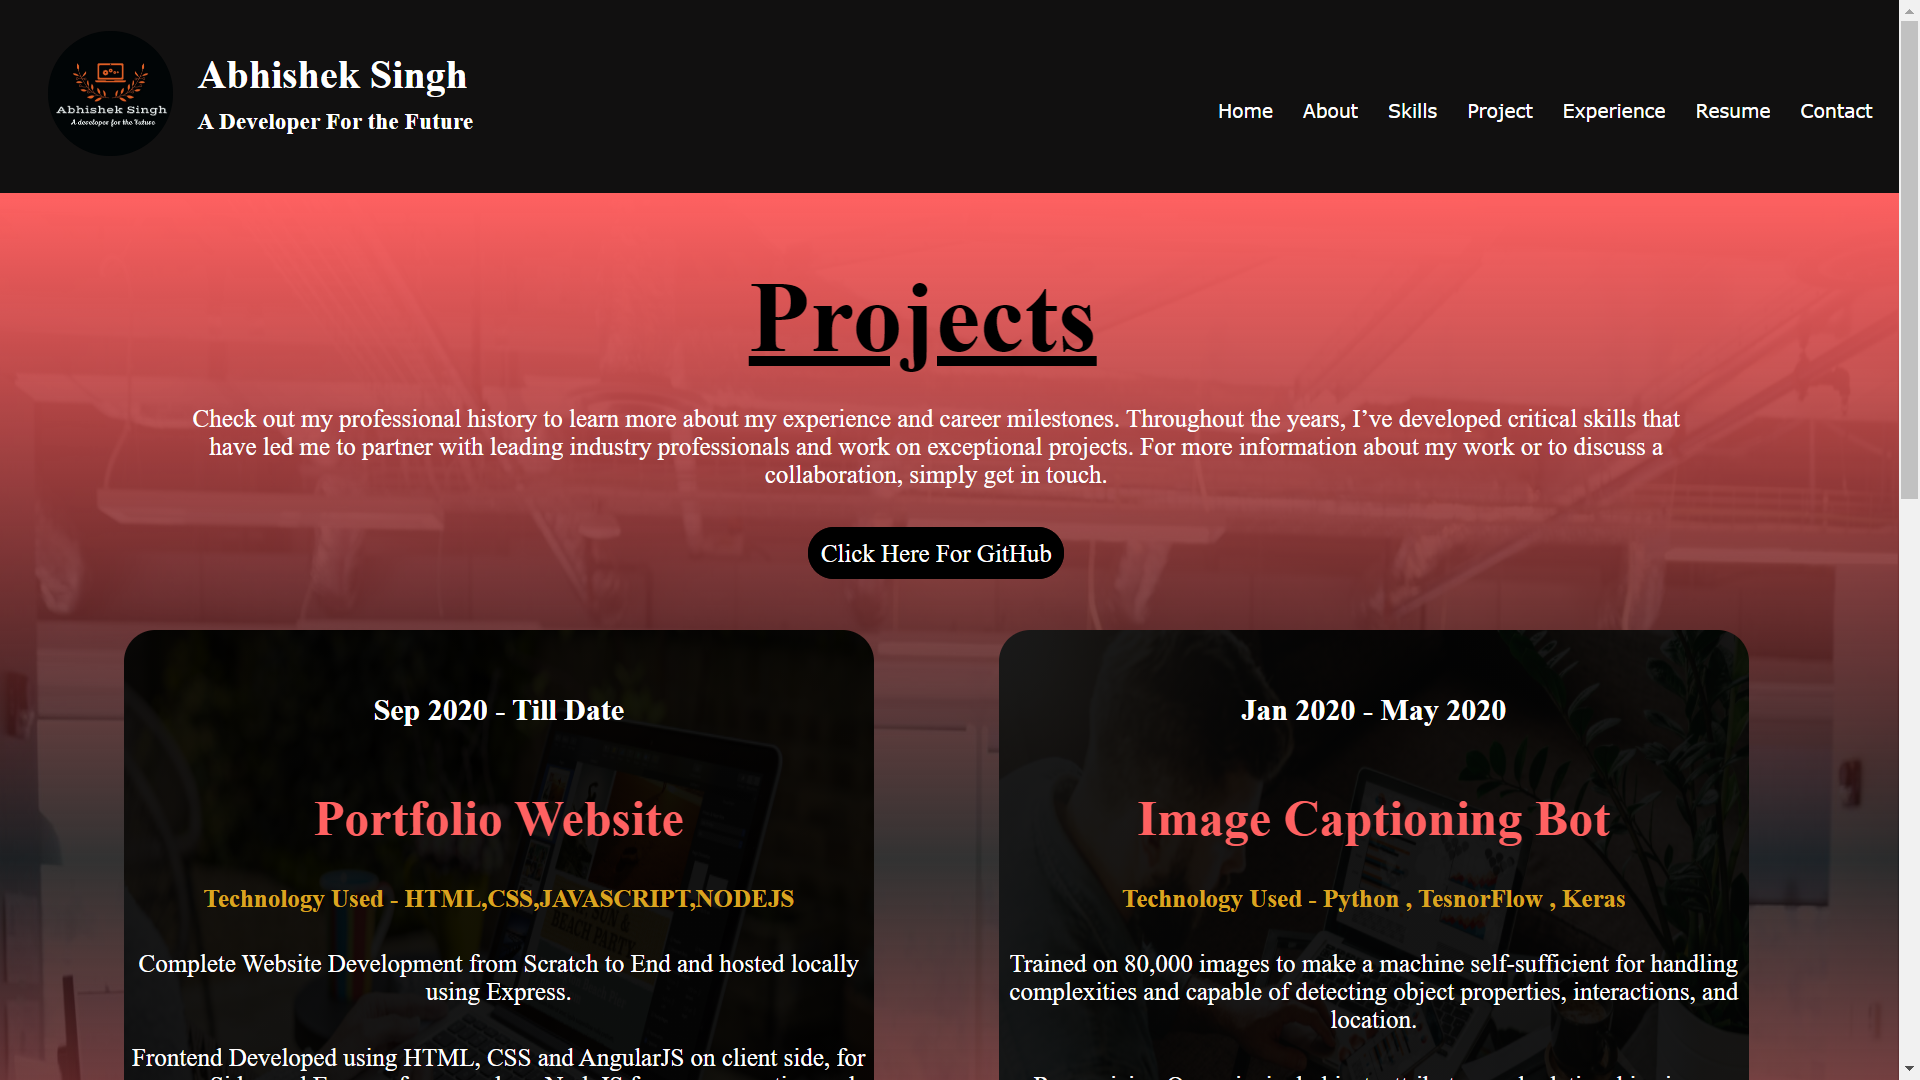 Abhishek Singh
A developer for the Future
Abhishek Singh
A Developer For the Future
Home About Skills Project Experience Resume Contact
Projects
Check out my professional history to learn more about my experience and career milestones. Throughout the years, I’ve developed critical skills that
have led me to partner with leading industry professionals and work on exceptional projects. For more information about my work or to discuss a
collaboration, simply get in touch.
Click Here For GitHub
Sep 2020 - Till Date
Portfolio Website
Technology Used - HTML,CSS,JAVASCRIPT,NODEJS
Complete Website Development from Scratch to End and hosted locally
using Express.
Frontend Developed using HTML, CSS and AngularJS on client side, for
Jan 2020 - May 2020
Image Captioning Bot
Technology Used - Python , TesnorFlow , Keras
Trained on 80,000 images to make a machine self-sufficient for handling
complexities and capable of detecting object properties, interactions, and
location.